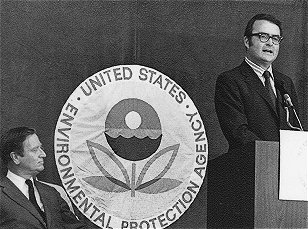 UNITED STATES
ENVIRONMENTAL PROTECTION AGENCY